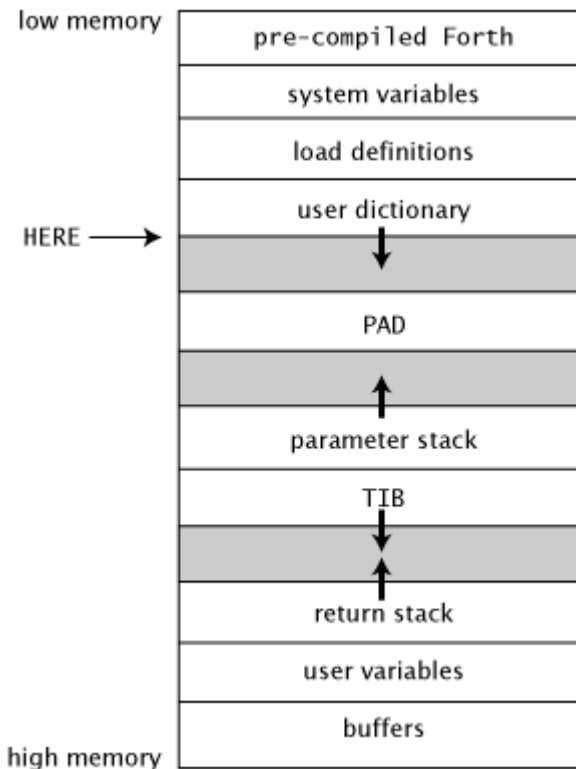 low memory
pre-compiled Forth
system variables
load definitions
user dictionary
HERE
PAD
parameter stack
TIB
return stack
user variables
buffers
high memory